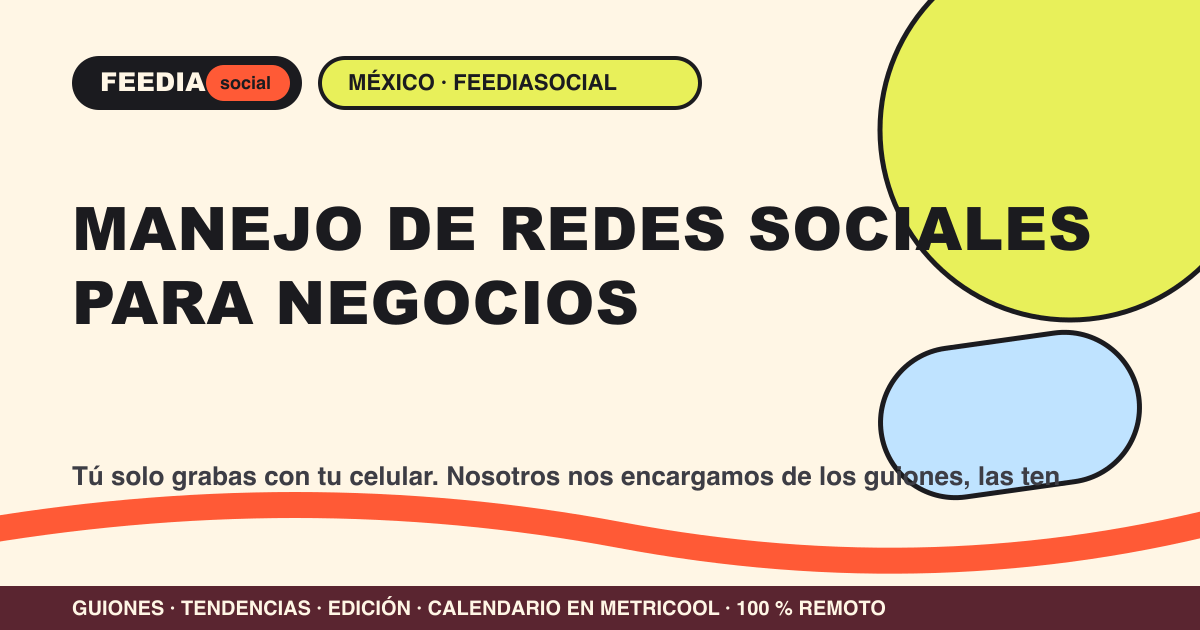 FEEDIA social
MÉXICO · FEEDIASOCIAL
MANEJO DE REDES SOCIALES
PARA NEGOCIOS
Tú solo grabas con tu celular. Nosotros nos encargamos de los guiones, las ten
GUIONES · TENDENCIAS · EDICIÓN · CALENDARIO EN METRICOOL · 100 % REMOTO